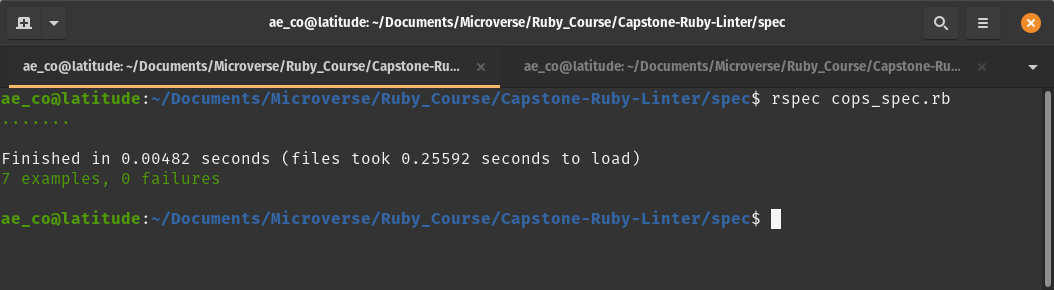 ae_co@latitude: ~/Documents/Microverse/Ruby_Course/Capstone-Ruby-Linter/spec
ae_co@latitude: ~/Documents/Microverse/Ruby_Course/Capstone-Ru... × ae_co@latitude: ~/Documents/Microverse/Ruby_Course/Capstone-Ru... ×
ae_co@latitude:~/Documents/Microverse/Ruby_Course/Capstone-Ruby-Linter/spec$ rspec cops_spec.rb
.......
Finished in 0.00482 seconds (files took 0.25592 seconds to load)
7 examples, 0 failures
ae_co@latitude:~/Documents/Microverse/Ruby_Course/Capstone-Ruby-Linter/spec$